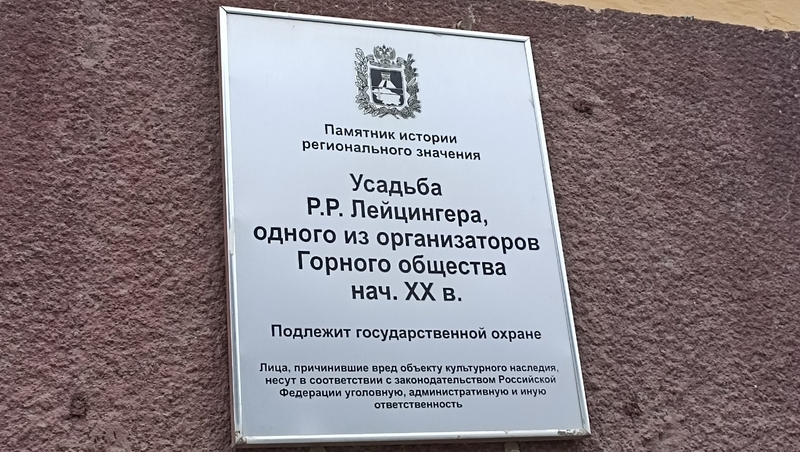 Памятник истории
регионального значения
Усадьба
Р.Р. Лейцингера,
одного из организаторов
Горного общества
нач. XX в.
Подлежит государственной охране
Лица, причинившие вред объекту культурного наследия,
несут в соответствии с законодательством Российской
Федерации уголовную, административную и иную
ответственность